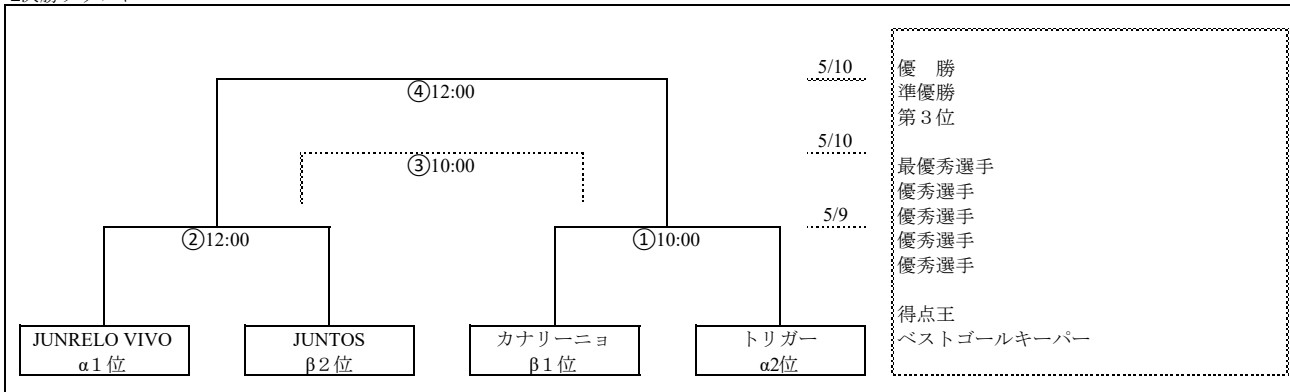 5/10
④12:00
5/10
③10:00
5/9
②12:00
①10:00
JUNRELO VIVO
α１位
JUNTOS
β２位
カナリーニョ
β１位
トリガー
α2位
優　勝
準優勝
第３位
最優秀選手
優秀選手
優秀選手
優秀選手
優秀選手
得点王
ベストゴールキーパー